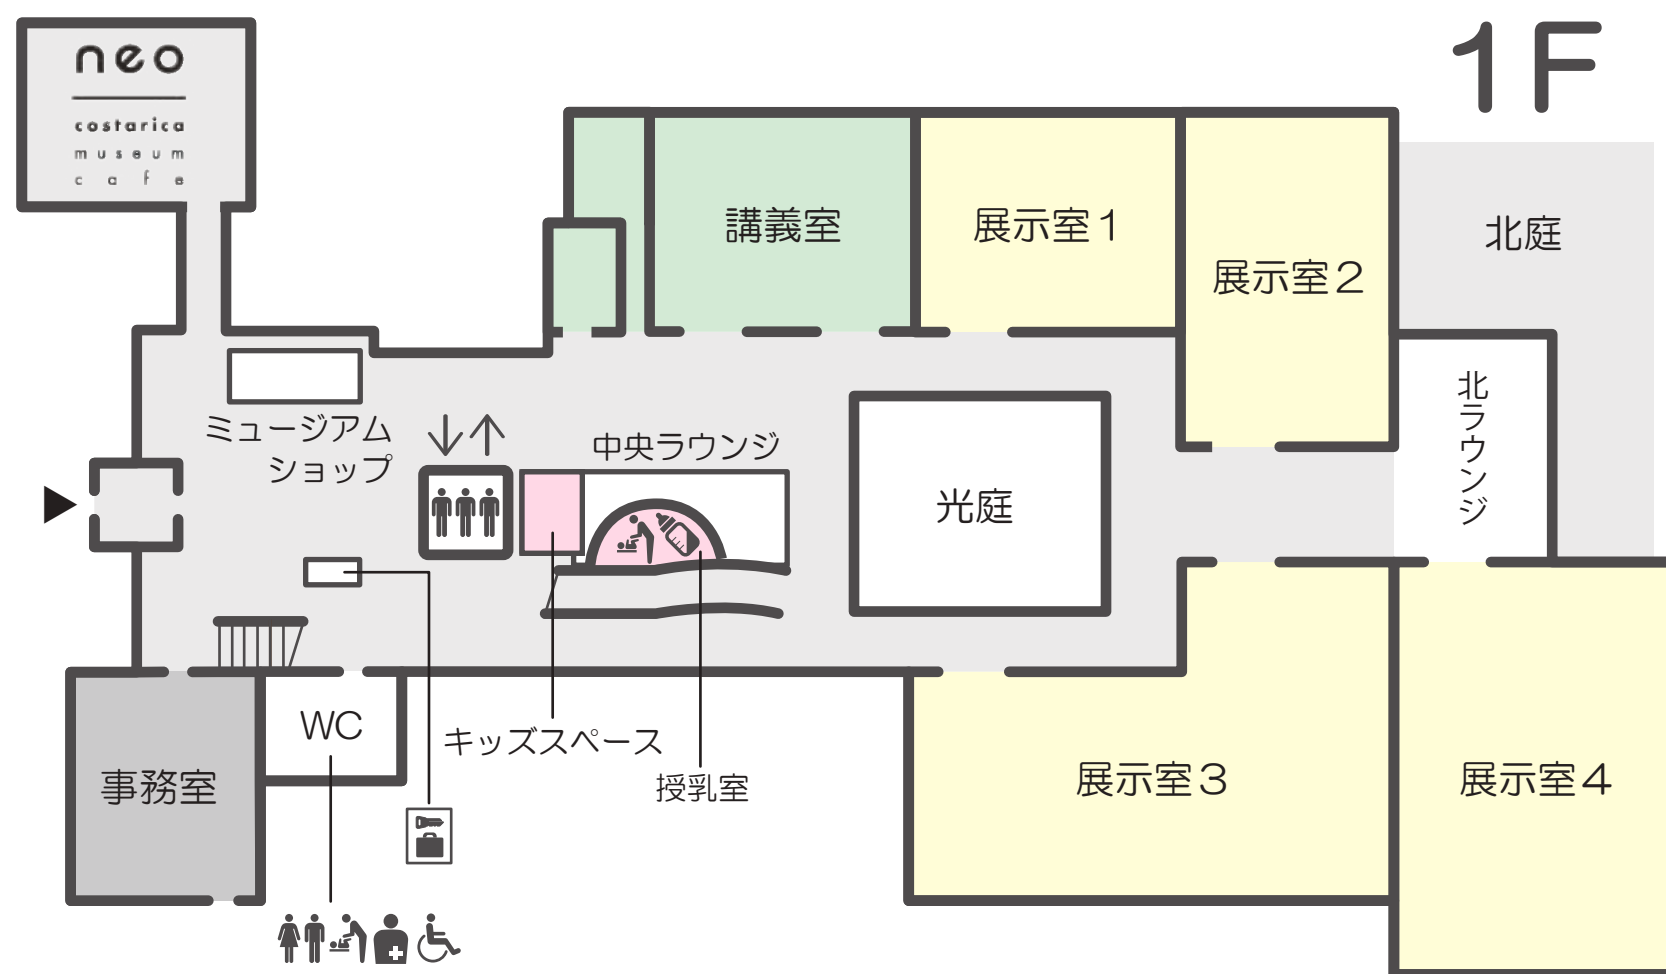 neo
costarica
museum
cafe
1F
講義室
展示室1
展示室2
北庭
北ラウンジ
ミュージアム
ショップ
中央ラウンジ
光庭
WC
キッズスペース
授乳室
事務室
展示室3
展示室4